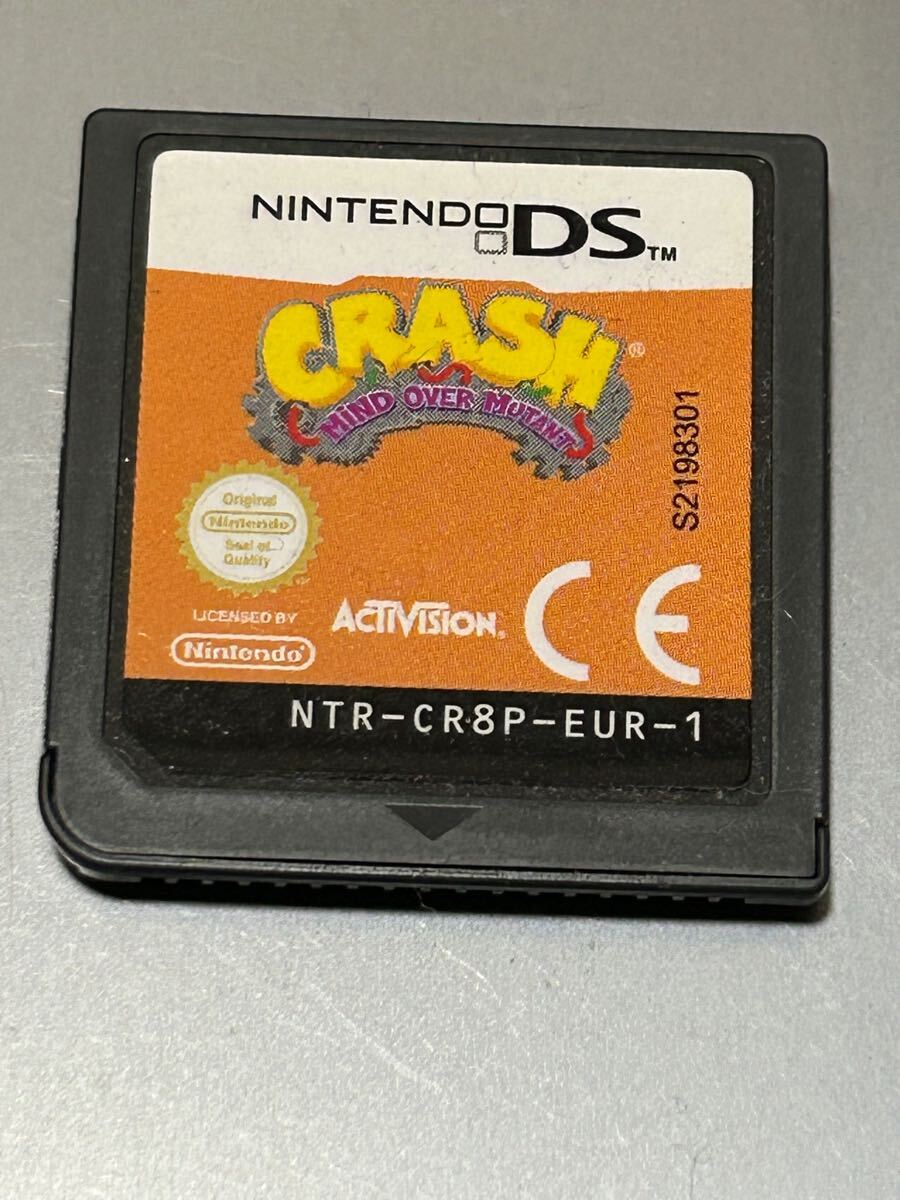 NINTENDO DS™
CRASH®
MIND OVER MUTANT
S2198301
Original
Nintendo
Seal of
Quality
LICENSED BY
Nintendo®
ACTIVISION®
CE
NTR-CR8P-EUR-1